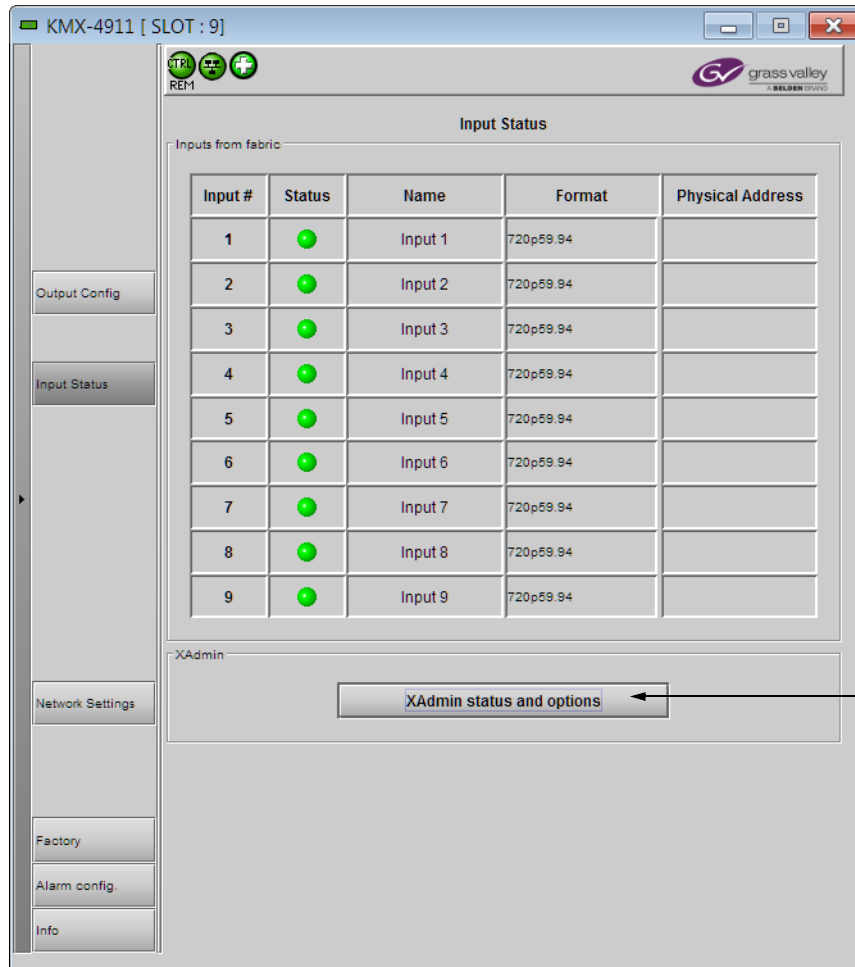 KMX-4911 [ SLOT : 9]
CTRL
REM
GV grass valley
A BELDEN BRAND
Input Status
Inputs from fabric
Input # Status Name Format Physical Address
1 Input 1 720p59.94
2 Input 2 720p59.94
3 Input 3 720p59.94
4 Input 4 720p59.94
5 Input 5 720p59.94
6 Input 6 720p59.94
7 Input 7 720p59.94
8 Input 8 720p59.94
9 Input 9 720p59.94
Output Config
Input Status
XAdmin
XAdmin status and options
Network Settings
Factory
Alarm config.
Info